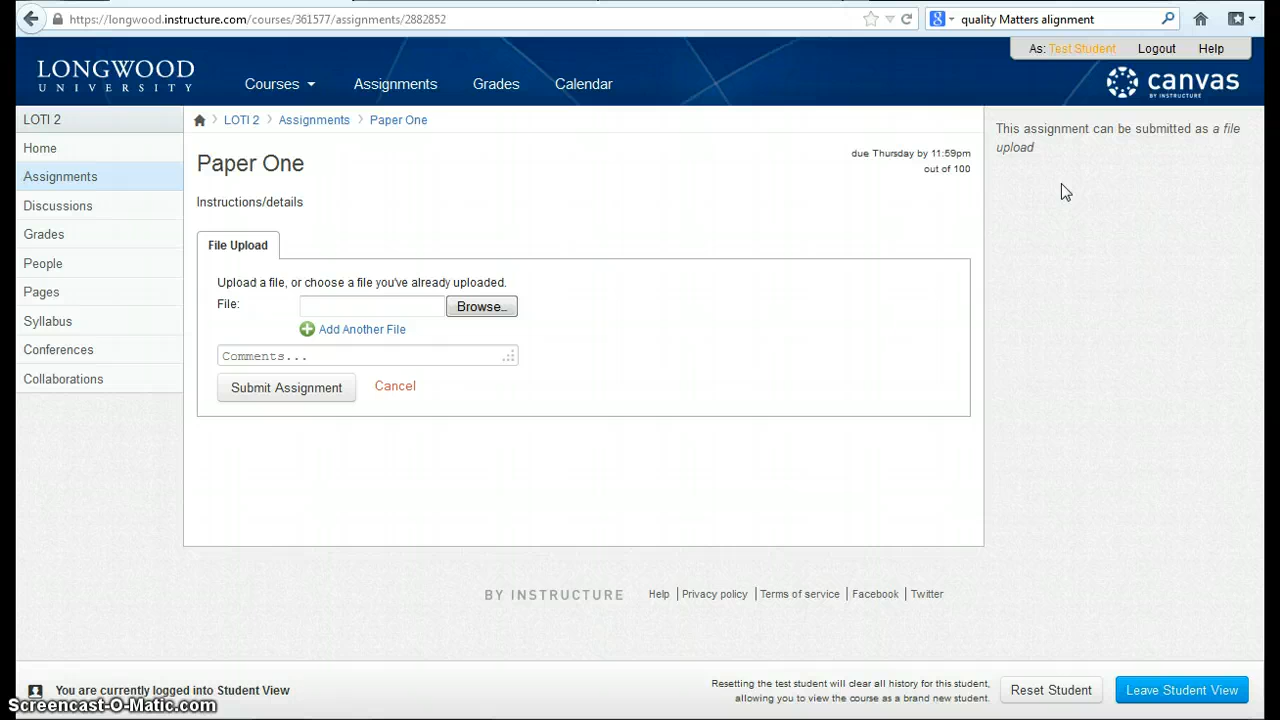 https://longwood.instructure.com/courses/361577/assignments/2882852
quality Matters alignment
As: Test Student Logout Help
LONGWOOD
UNIVERSITY
Courses Assignments Grades Calendar
canvas
BY INSTRUCTURE
LOTI 2
LOTI 2 Assignments Paper One
Home
Assignments
Discussions
Grades
People
Pages
Syllabus
Conferences
Collaborations
Paper One
due Thursday by 11:59pm
out of 100
Instructions/details
File Upload
Upload a file, or choose a file you've already uploaded.
File: Browse…
Add Another File
Comments...
Submit Assignment Cancel
This assignment can be submitted as a file
upload
BY INSTRUCTURE Help Privacy policy Terms of service Facebook Twitter
You are currently logged into Student View
Resetting the test student will clear all history for this student,
allowing you to view the course as a brand new student.
Reset Student Leave Student View
Screencast-O-Matic.com